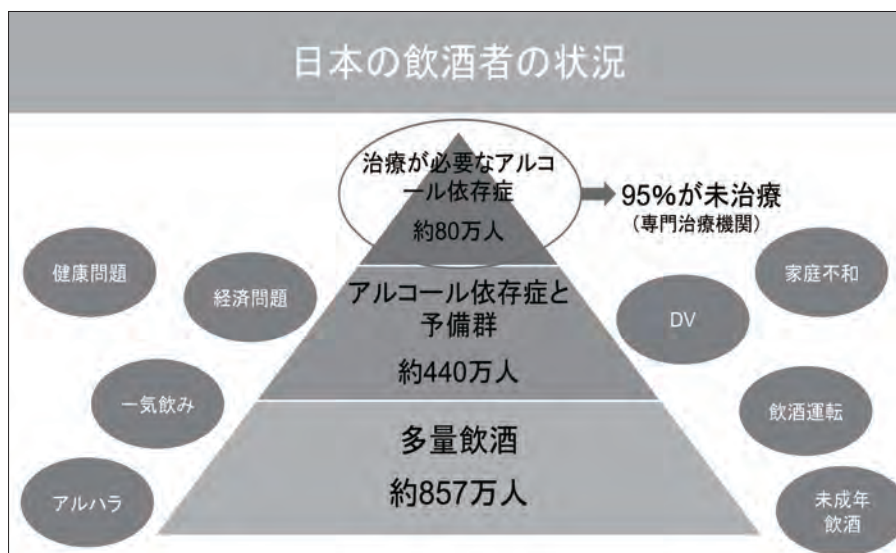 日本の飲酒者の状況
治療が必要なアルコ
ール依存症
約80万人
95%が未治療
(専門治療機関)
健康問題
経済問題
一気飲み
アルハラ
アルコール依存症と
予備群
約440万人
多量飲酒
約857万人
家庭不和
DV
飲酒運転
未成年
飲酒